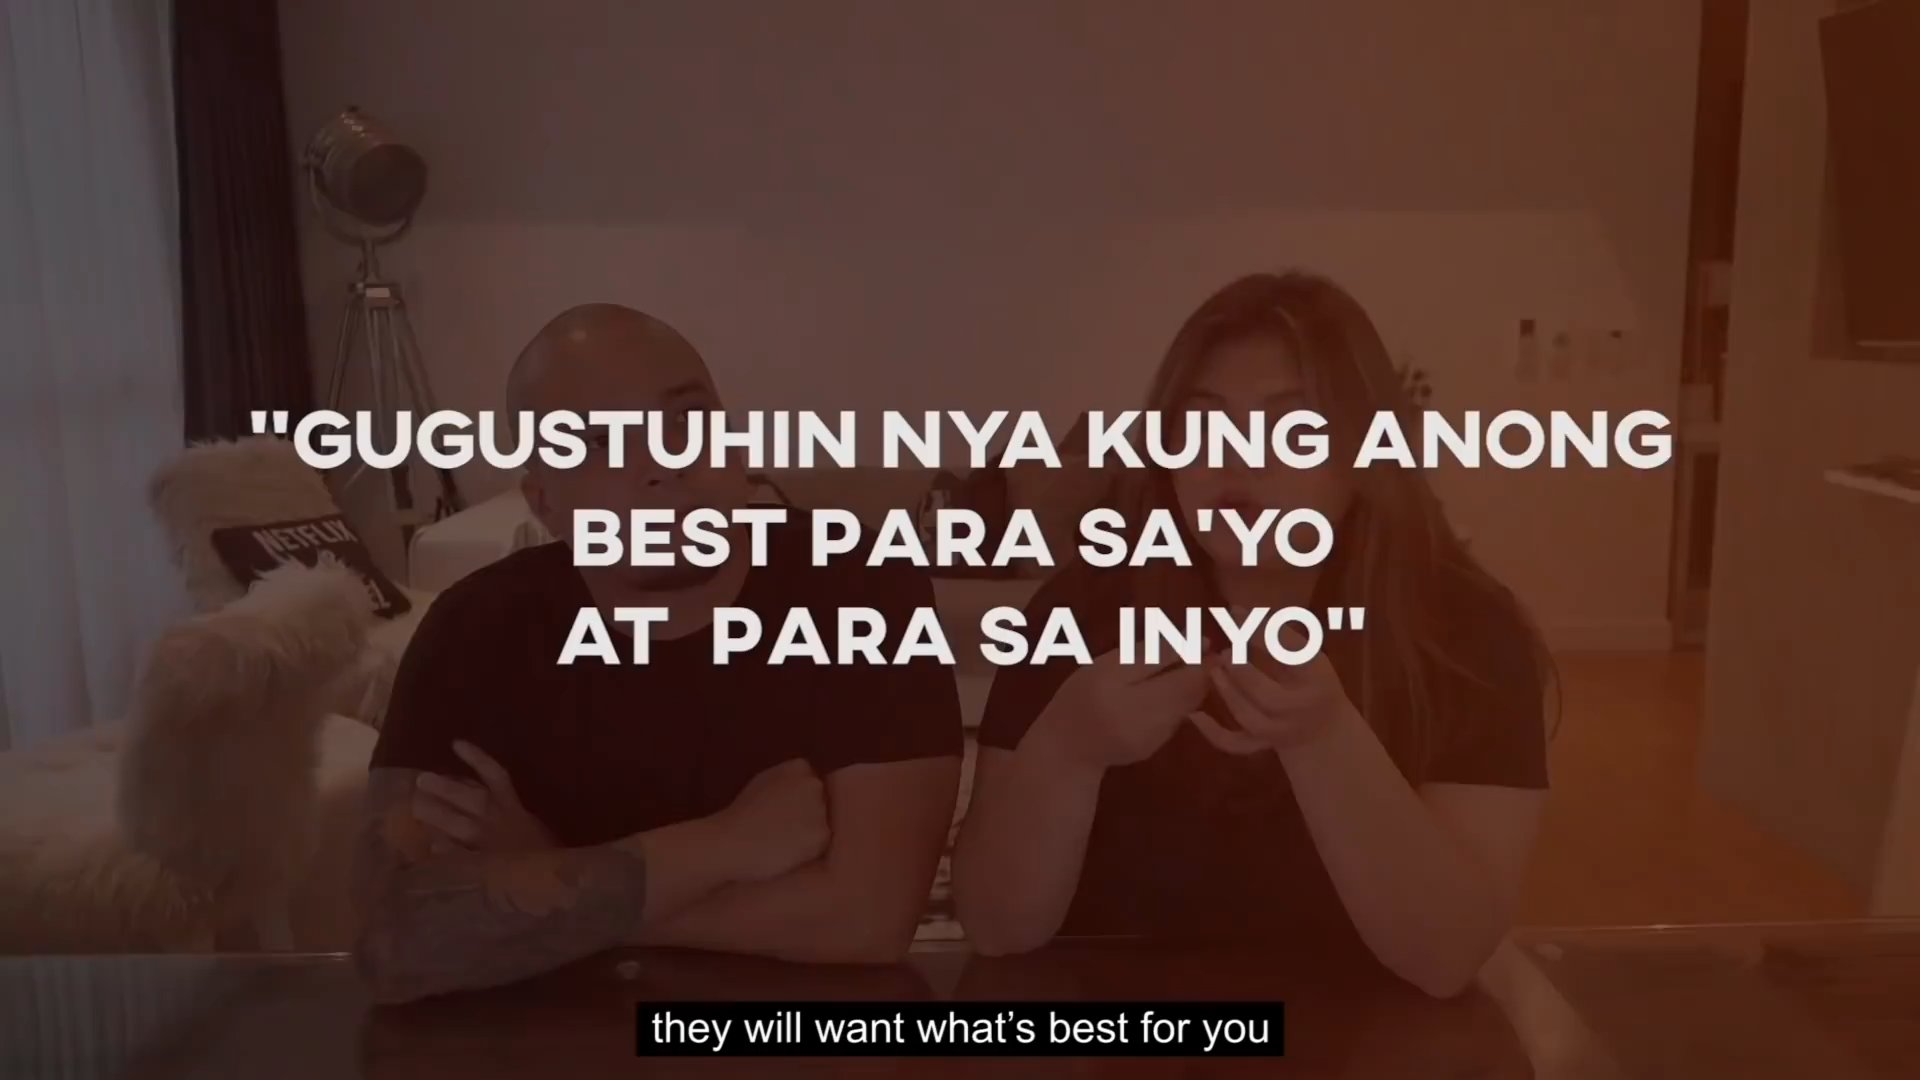 "GUGUSTUHIN NYA KUNG ANONG
BEST PARA SA'YO
AT PARA SA INYO"
NETFLIX
they will want what's best for you